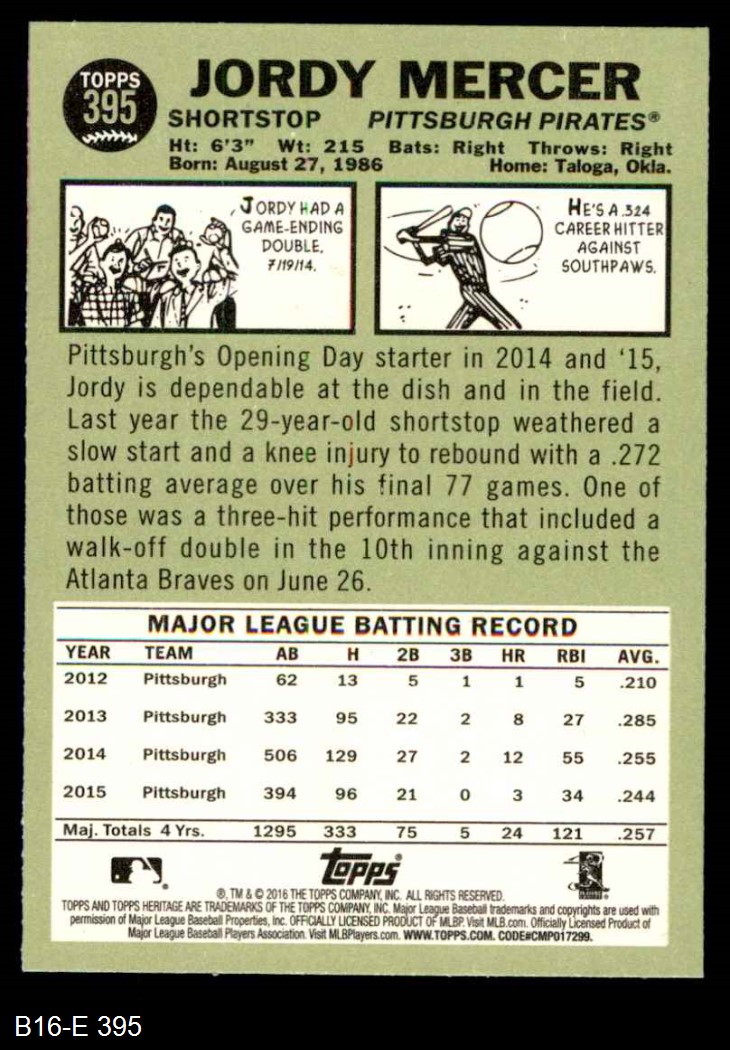 TOPPS
395
JORDY MERCER
SHORTSTOP PITTSBURGH PIRATES®
Ht: 6'3" Wt: 215 Bats: Right Throws: Right
Born: August 27, 1986 Home: Taloga, Okla.
JORDY HAD A
GAME-ENDING
DOUBLE.
7/19/14.
HE'S A .324
CAREER HITTER
AGAINST
SOUTHPAWS.
Pittsburgh's Opening Day starter in 2014 and '15,
Jordy is dependable at the dish and in the field.
Last year the 29-year-old shortstop weathered a
slow start and a knee injury to rebound with a .272
batting average over his final 77 games. One of
those was a three-hit performance that included a
walk-off double in the 10th inning against the
Atlanta Braves on June 26.
MAJOR LEAGUE BATTING RECORD
YEAR TEAM AB H 2B 3B HR RBI AVG.
2012 Pittsburgh 62 13 5 1 1 5 .210
2013 Pittsburgh 333 95 22 2 8 27 .285
2014 Pittsburgh 506 129 27 2 12 55 .255
2015 Pittsburgh 394 96 21 0 3 34 .244
Maj. Totals 4 Yrs. 1295 333 75 5 24 121 .257
Topps®
®, TM & © 2016 THE TOPPS COMPANY, INC. ALL RIGHTS RESERVED.
TOPPS AND TOPPS HERITAGE ARE TRADEMARKS OF THE TOPPS COMPANY, INC. Major League Baseball trademarks and copyrights are used with
permission of Major League Baseball Properties, Inc. OFFICIALLY LICENSED PRODUCT OF MLBP. Visit MLB.com. Officially Licensed Product of
Major League Baseball Players Association. Visit MLBPlayers.com. WWW.TOPPS.COM. CODE#CMP017299.
B16-E 395